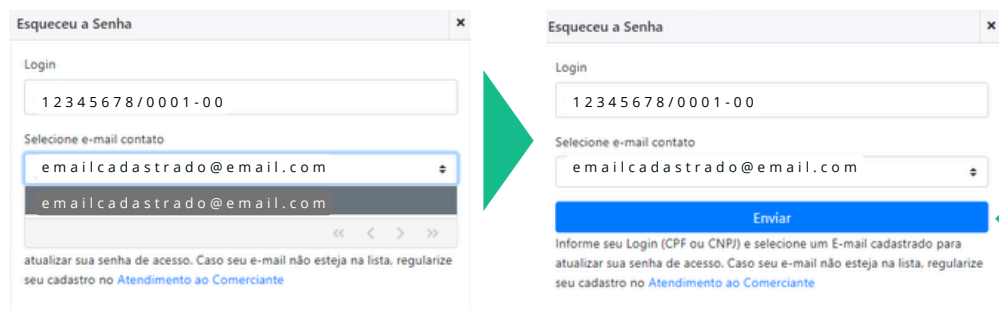 Esqueceu a Senha ×
Login
12345678/0001-00
Selecione e-mail contato
emailcadastrado@email.com
emailcadastrado@email.com
atualizar sua senha de acesso. Caso seu e-mail não esteja na lista, regularize
seu cadastro no Atendimento ao Comerciante
Esqueceu a Senha ×
Login
12345678/0001-00
Selecione e-mail contato
emailcadastrado@email.com
Enviar
Informe seu Login (CPF ou CNPJ) e selecione um E-mail cadastrado para
atualizar sua senha de acesso. Caso seu e-mail não esteja na lista, regularize
seu cadastro no Atendimento ao Comerciante